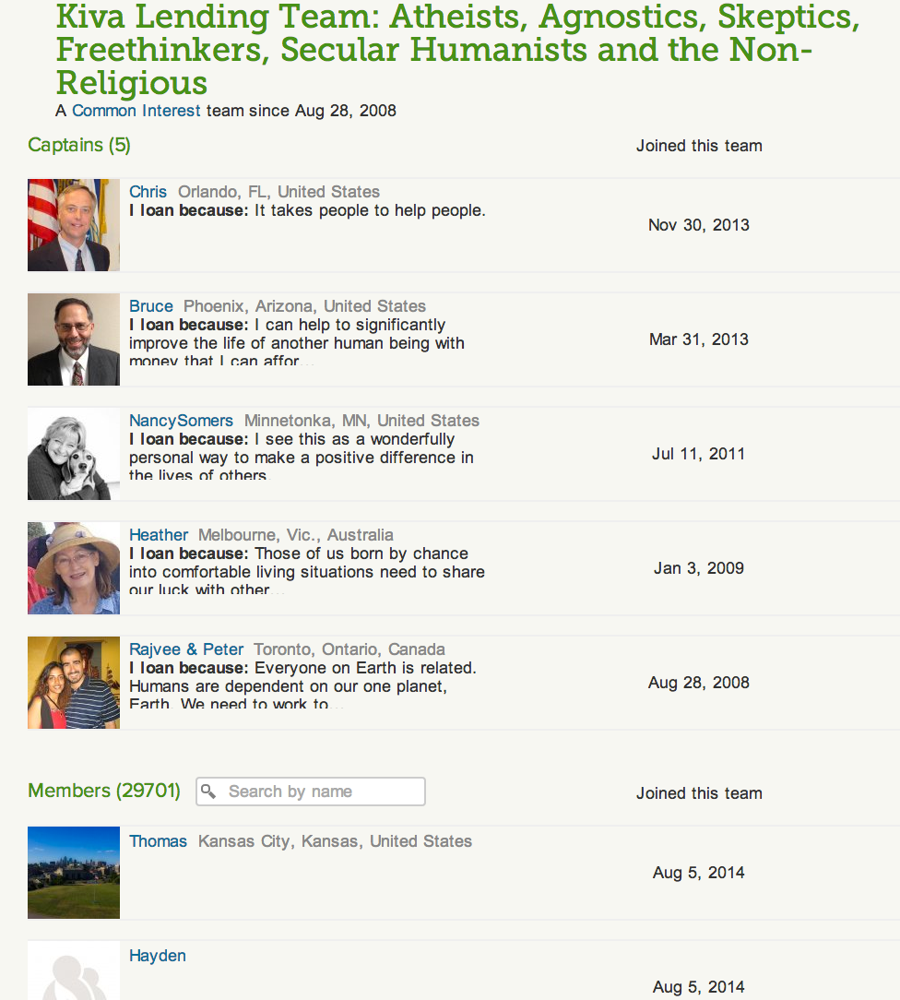 Kiva Lending Team: Atheists, Agnostics, Skeptics,
Freethinkers, Secular Humanists and the Non-
Religious
A Common Interest team since Aug 28, 2008
Captains (5)
Joined this team
Chris Orlando, FL, United States
I loan because: It takes people to help people.
Nov 30, 2013
Bruce Phoenix, Arizona, United States
I loan because: I can help to significantly
improve the life of another human being with
money that I can affor...
Mar 31, 2013
NancySomers Minnetonka, MN, United States
I loan because: I see this as a wonderfully
personal way to make a positive difference in
the lives of others.
Jul 11, 2011
Heather Melbourne, Vic., Australia
I loan because: Those of us born by chance
into comfortable living situations need to share
our luck with other...
Jan 3, 2009
Rajvee & Peter Toronto, Ontario, Canada
I loan because: Everyone on Earth is related.
Humans are dependent on our one planet,
Earth. We need to work to...
Aug 28, 2008
Members (29701)
Search by name
Joined this team
Thomas Kansas City, Kansas, United States
Aug 5, 2014
Hayden
Aug 5, 2014